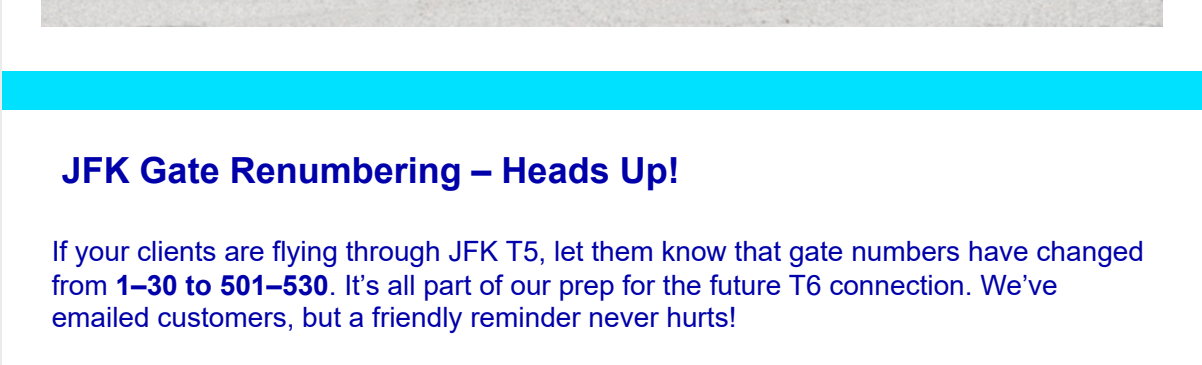 JFK Gate Renumbering – Heads Up!
If your clients are flying through JFK T5, let them know that gate numbers have changed
from 1–30 to 501–530. It’s all part of our prep for the future T6 connection. We’ve
emailed customers, but a friendly reminder never hurts!